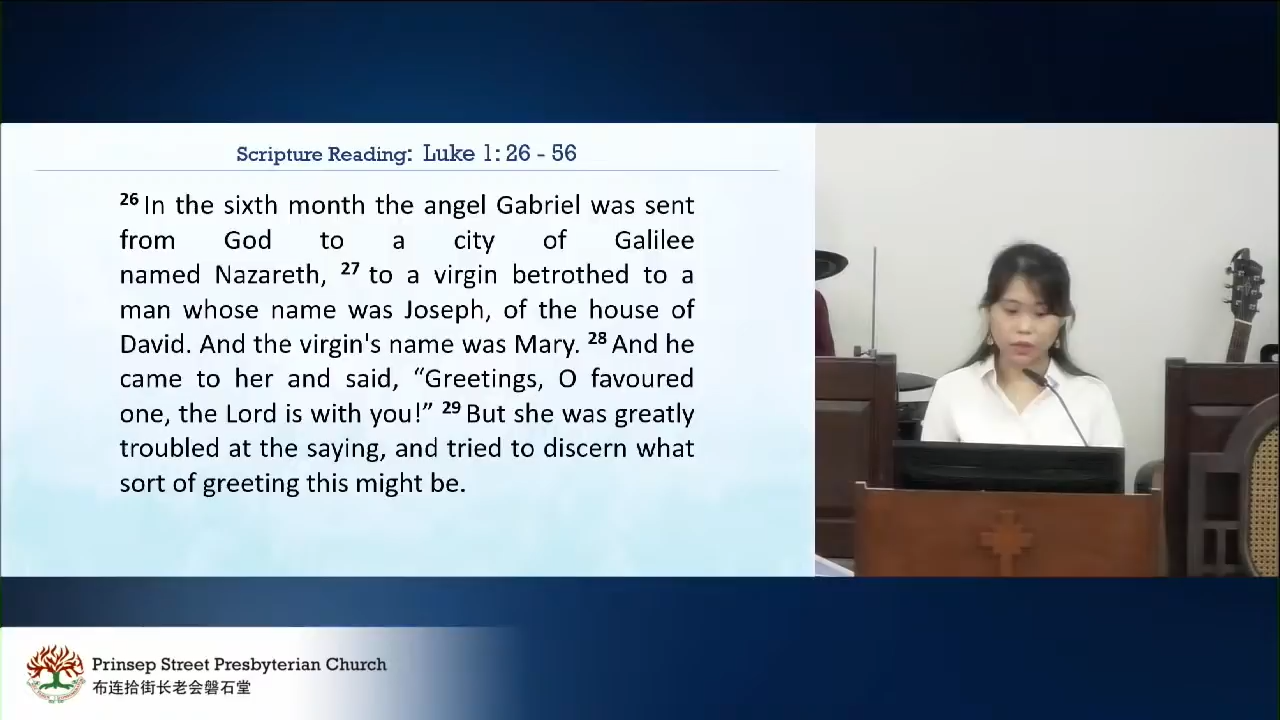 Scripture Reading: Luke 1: 26 - 56
26 In the sixth month the angel Gabriel was sent
from God to a city of Galilee
named Nazareth, 27 to a virgin betrothed to a
man whose name was Joseph, of the house of
David. And the virgin's name was Mary. 28 And he
came to her and said, “Greetings, O favoured
one, the Lord is with you!” 29 But she was greatly
troubled at the saying, and tried to discern what
sort of greeting this might be.
Prinsep Street Presbyterian Church
布连拾街长老会磐石堂